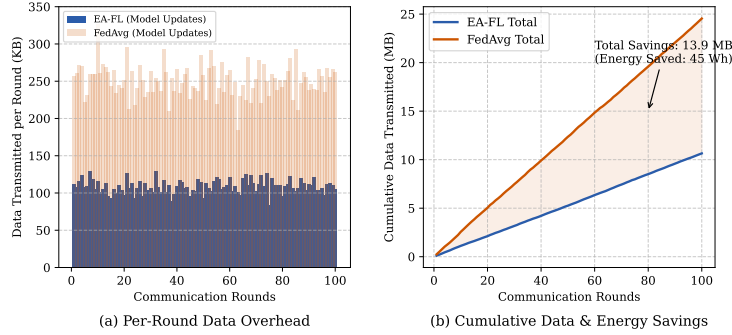 350
300
250
200
150
100
50
0
Data Transmitted per Round (KB)
EA-FL (Model Updates)
FedAvg (Model Updates)
0 20 40 60 80 100
Communication Rounds
(a) Per-Round Data Overhead
25
20
15
10
5
0
Cumulative Data Transmitted (MB)
EA-FL Total
FedAvg Total
Total Savings: 13.9 MB
(Energy Saved: 45 Wh)
0 20 40 60 80 100
Communication Rounds
(b) Cumulative Data & Energy Savings